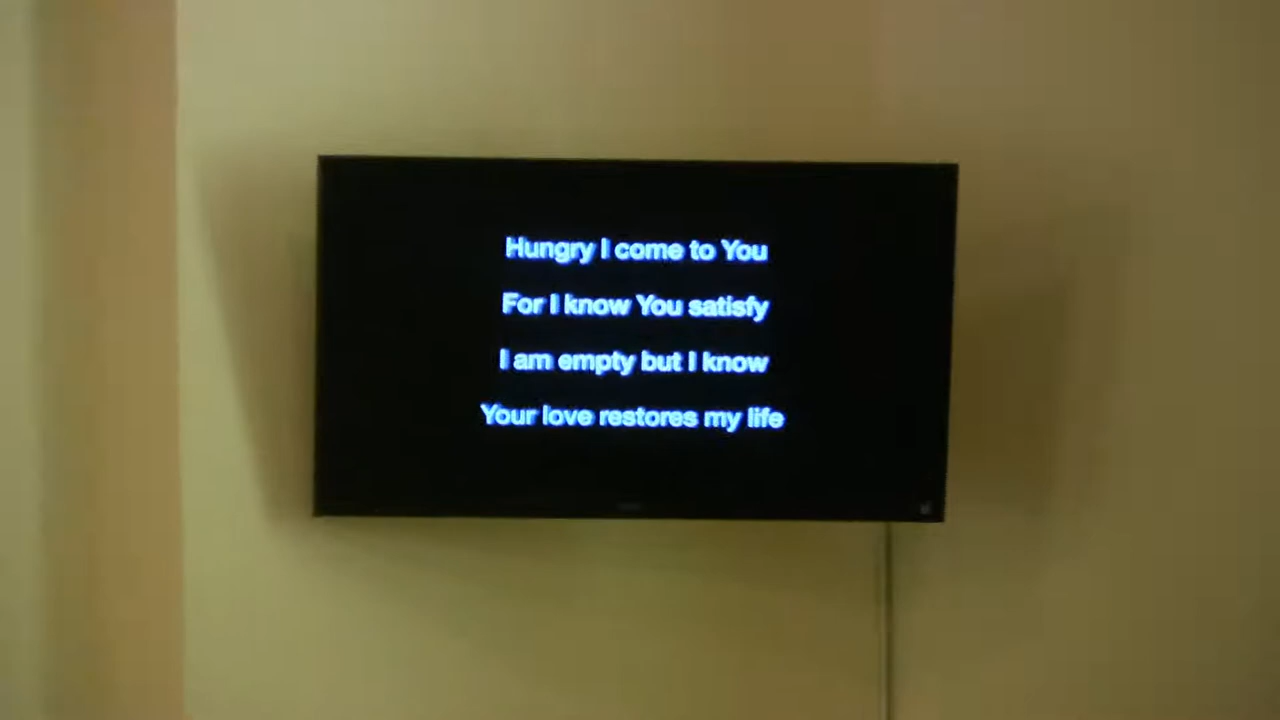 Hungry I come to You
For I know You satisfy
I am empty but I know
Your love restores my life